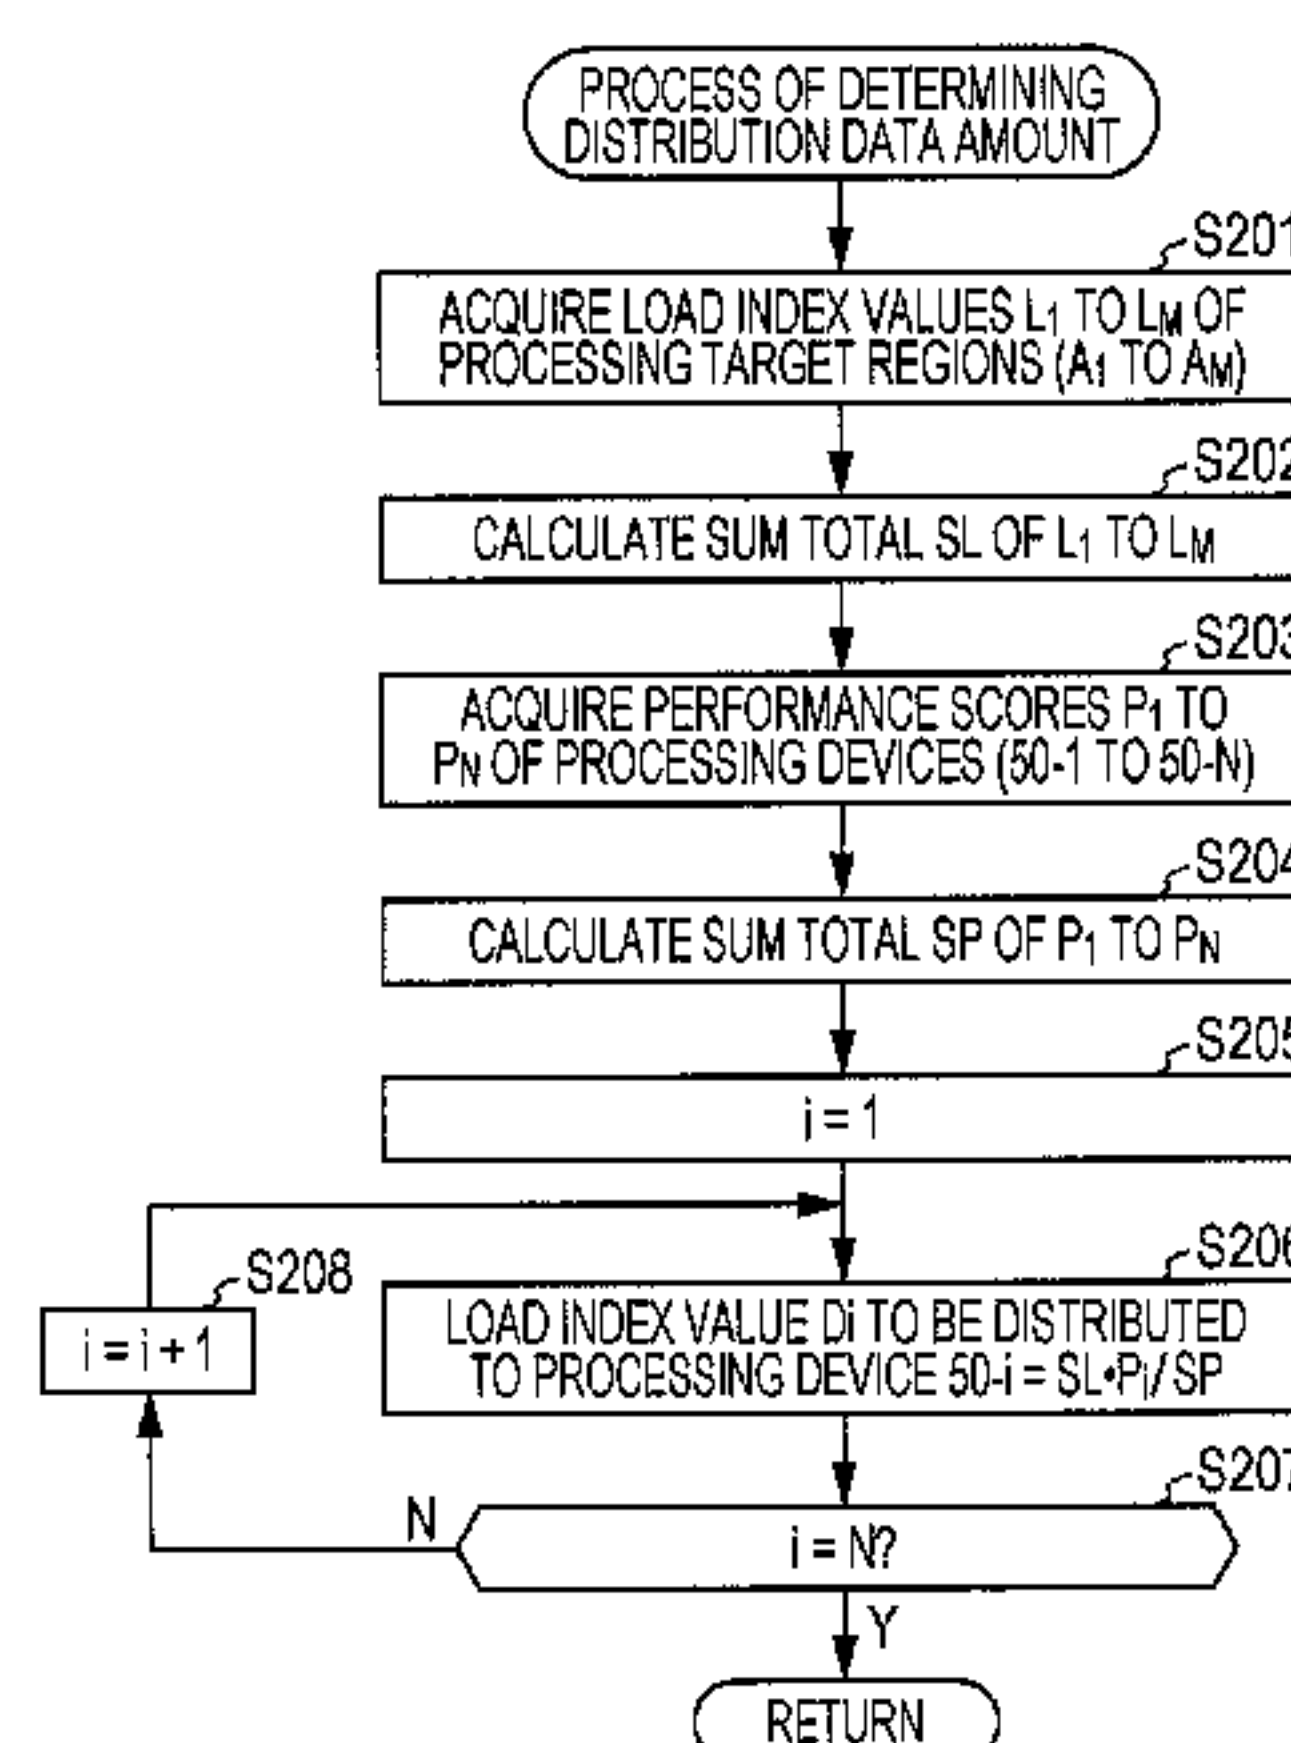 PROCESS OF DETERMINING
DISTRIBUTION DATA AMOUNT
S201
ACQUIRE LOAD INDEX VALUES L1 TO LM OF
PROCESSING TARGET REGIONS (A1 TO AM)
S202
CALCULATE SUM TOTAL SL OF L1 TO LM
S203
ACQUIRE PERFORMANCE SCORES P1 TO
PN OF PROCESSING DEVICES (50-1 TO 50-N)
S204
CALCULATE SUM TOTAL SP OF P1 TO PN
S205
i = 1
S206
LOAD INDEX VALUE Di TO BE DISTRIBUTED
TO PROCESSING DEVICE 50-i = SL•Pi/ SP
S208
i = i + 1
S207
i = N?
N
Y
RETURN